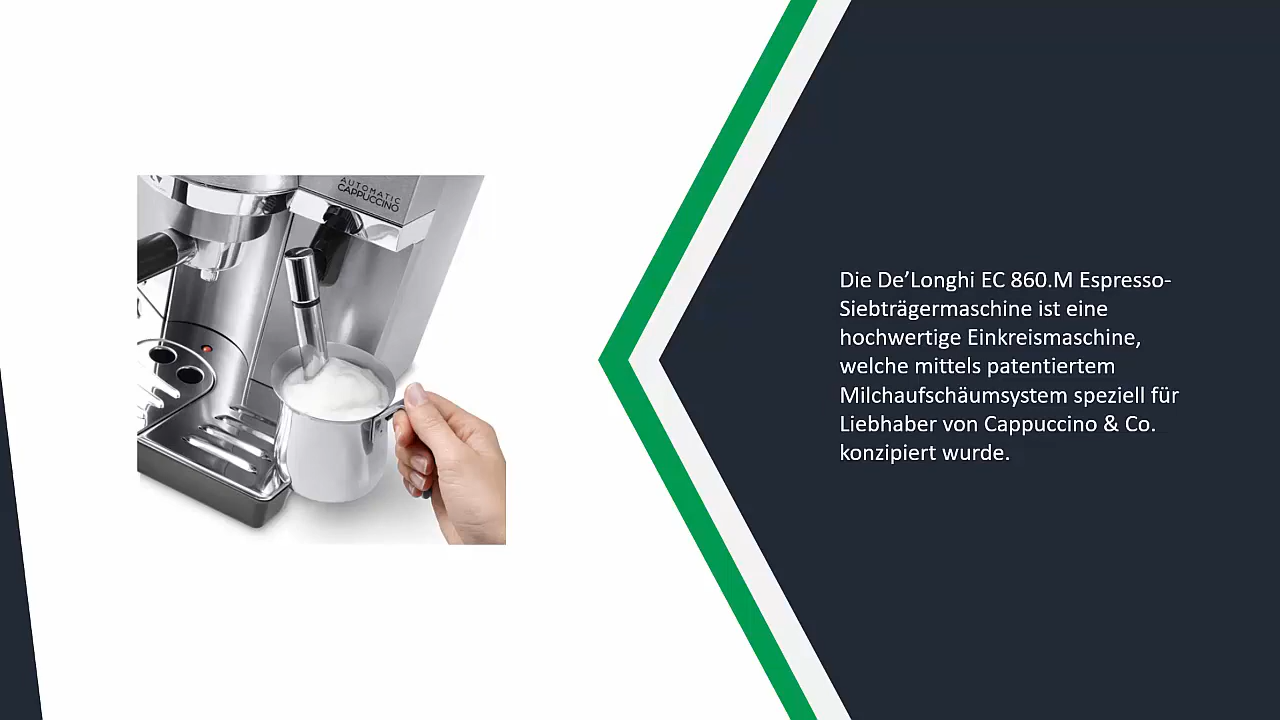 AUTOMATIC
CAPPUCCINO
Die De’Longhi EC 860.M Espresso-
Siebträgermaschine ist eine
hochwertige Einkreismaschine,
welche mittels patentiertem
Milchaufschäumsystem speziell für
Liebhaber von Cappuccino & Co.
konzipiert wurde.